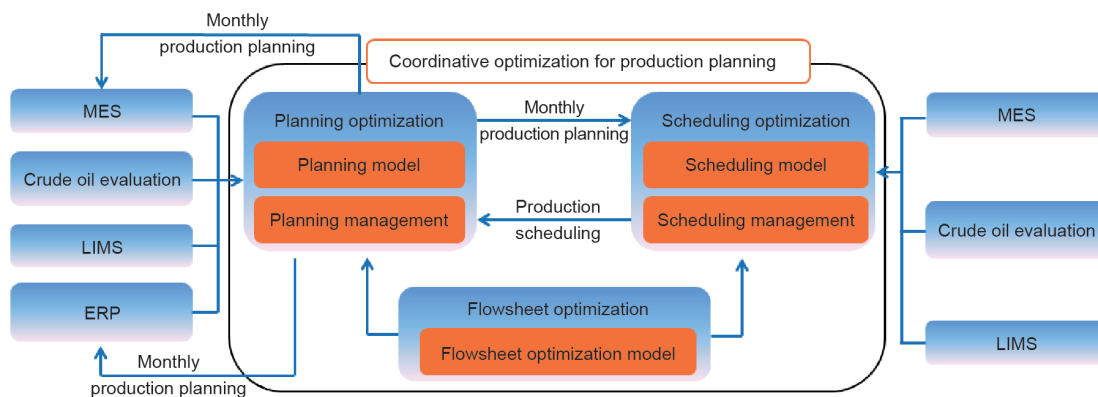 Monthly
production planning
Coordinative optimization for production planning
MES
Crude oil evaluation
LIMS
ERP
Planning optimization
Planning model
Planning management
Monthly
production planning
Production
scheduling
Scheduling optimization
Scheduling model
Scheduling management
Flowsheet optimization
Flowsheet optimization model
Monthly
production planning
MES
Crude oil evaluation
LIMS